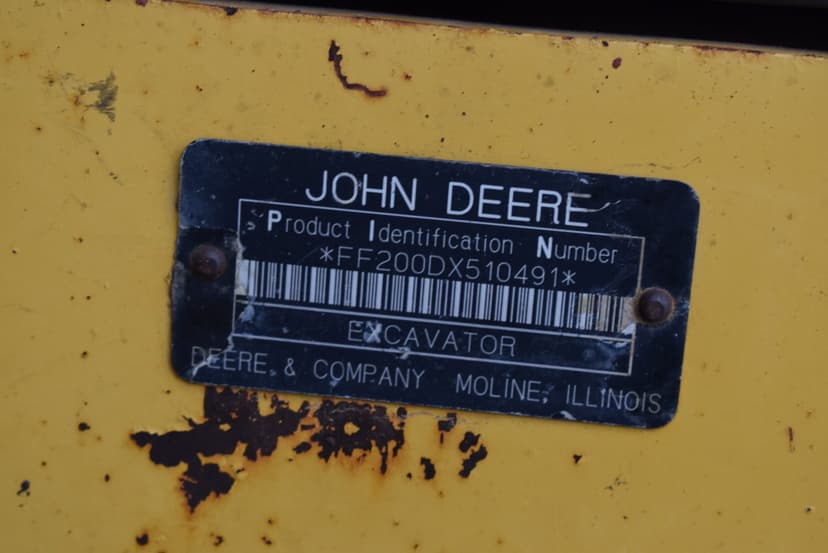 JOHN DEERE
Product Identification Number
*FF200DX510491*
EXCAVATOR
DEERE & COMPANY MOLINE, ILLINOIS